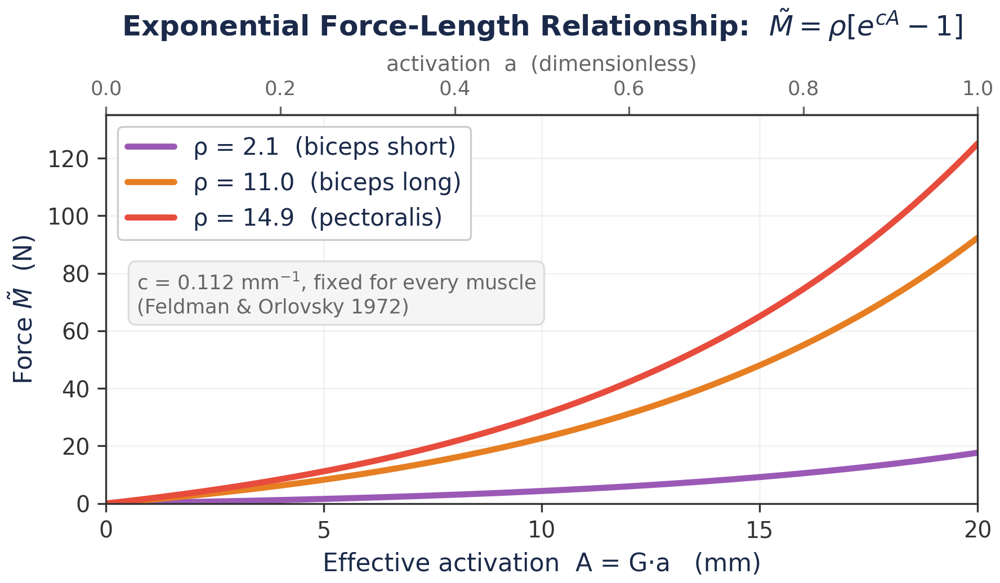 Exponential Force-Length Relationship: M̃ = ρ[e^{cA} − 1]
activation a (dimensionless)
0.0 0.2 0.4 0.6 0.8 1.0
ρ = 2.1 (biceps short)
ρ = 11.0 (biceps long)
ρ = 14.9 (pectoralis)
c = 0.112 mm⁻¹, fixed for every muscle
(Feldman & Orlovsky 1972)
Force M̃ (N)
120
100
80
60
40
20
0
0 5 10 15 20
Effective activation A = G·a (mm)